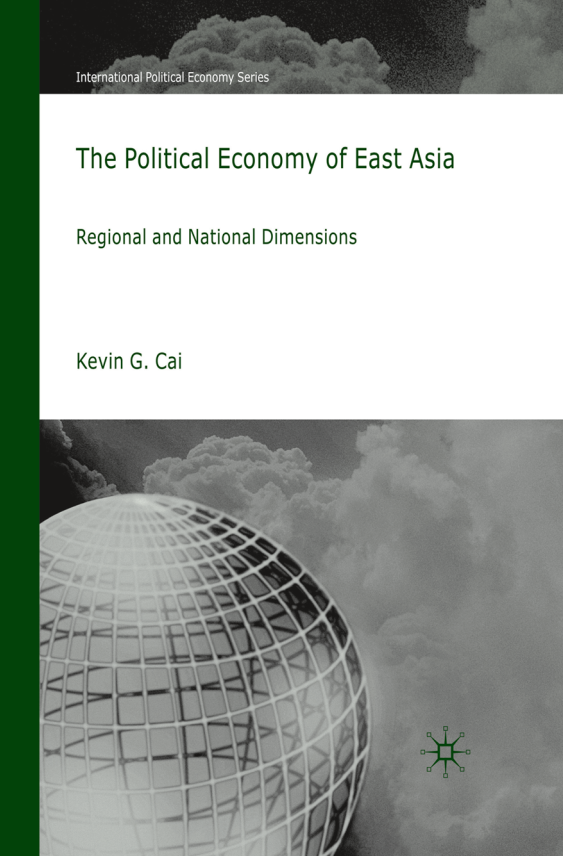 International Political Economy Series
The Political Economy of East Asia
Regional and National Dimensions
Kevin G. Cai